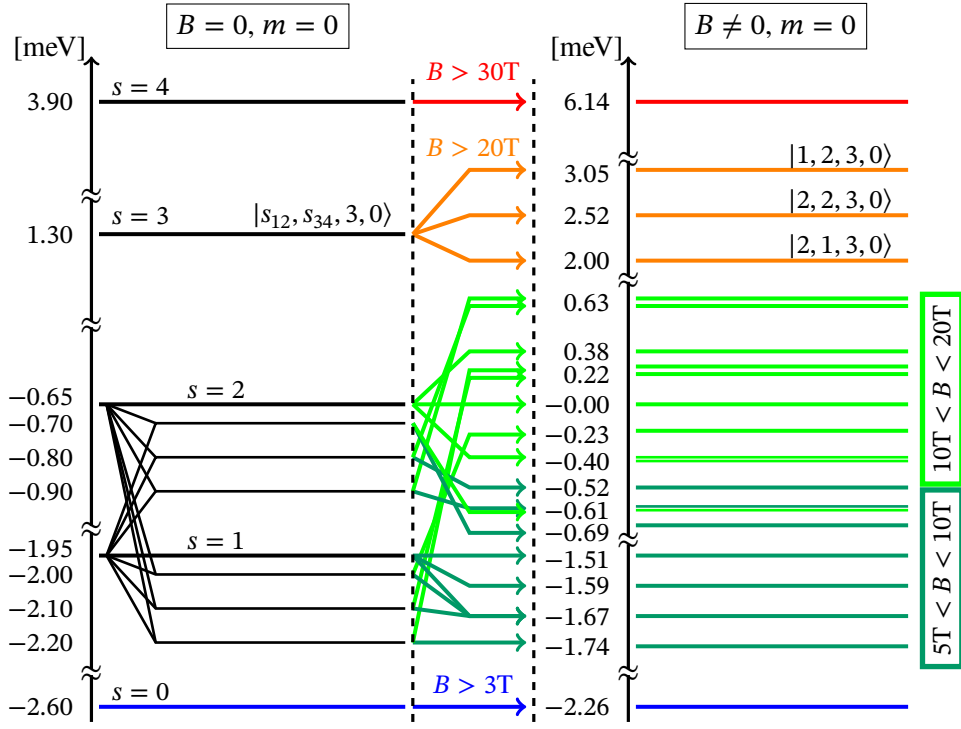 B = 0, m = 0
B ≠ 0, m = 0
[meV]
3.90
1.30
−0.65
−0.70
−0.80
−0.90
−1.95
−2.00
−2.10
−2.20
−2.60
s = 4
s = 3
|s₁₂, s₃₄, 3, 0⟩
s = 2
s = 1
s = 0
B > 30T
B > 20T
B > 3T
[meV]
6.14
3.05
2.52
2.00
0.63
0.38
0.22
−0.00
−0.23
−0.40
−0.52
−0.61
−0.69
−1.51
−1.59
−1.67
−1.74
−2.26
|1, 2, 3, 0⟩
|2, 2, 3, 0⟩
|2, 1, 3, 0⟩
10T < B < 20T
5T < B < 10T